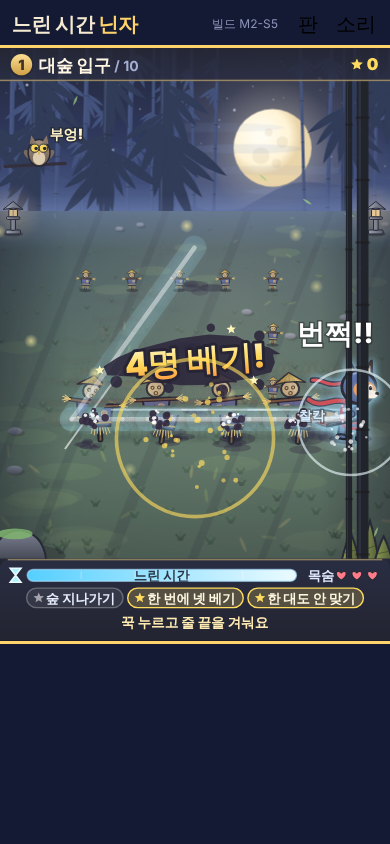 느린 시간 닌자 빌드 M2-S5 판 소리
1 대숲 입구 / 10 ★ 0
부엉!
번쩍!!
4명 베기!
찰칵
느린 시간 목숨
★숲 지나가기 ★한 번에 넷 베기 ★한 대도 안 맞기
꾹 누르고 줄 끝을 겨눠요